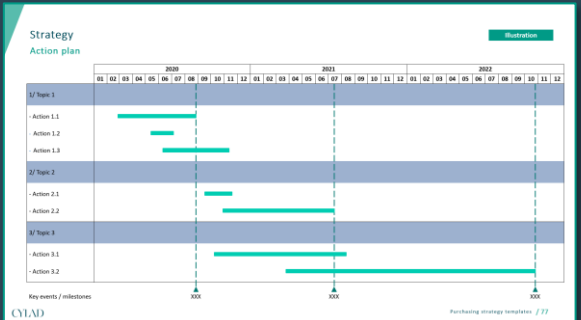 Strategy
Illustration
Action plan
2020 2021 2022
01 02 03 04 05 06 07 08 09 10 11 12 01 02 03 04 05 06 07 08 09 10 11 12 01 02 03 04 05 06 07 08 09 10 11 12
1/ Topic 1
- Action 1.1
- Action 1.2
- Action 1.3
2/ Topic 2
- Action 2.1
- Action 2.2
3/ Topic 3
- Action 3.1
- Action 3.2
Key events / milestones XXX XXX XXX
CYLAD
Purchasing strategy templates / 77